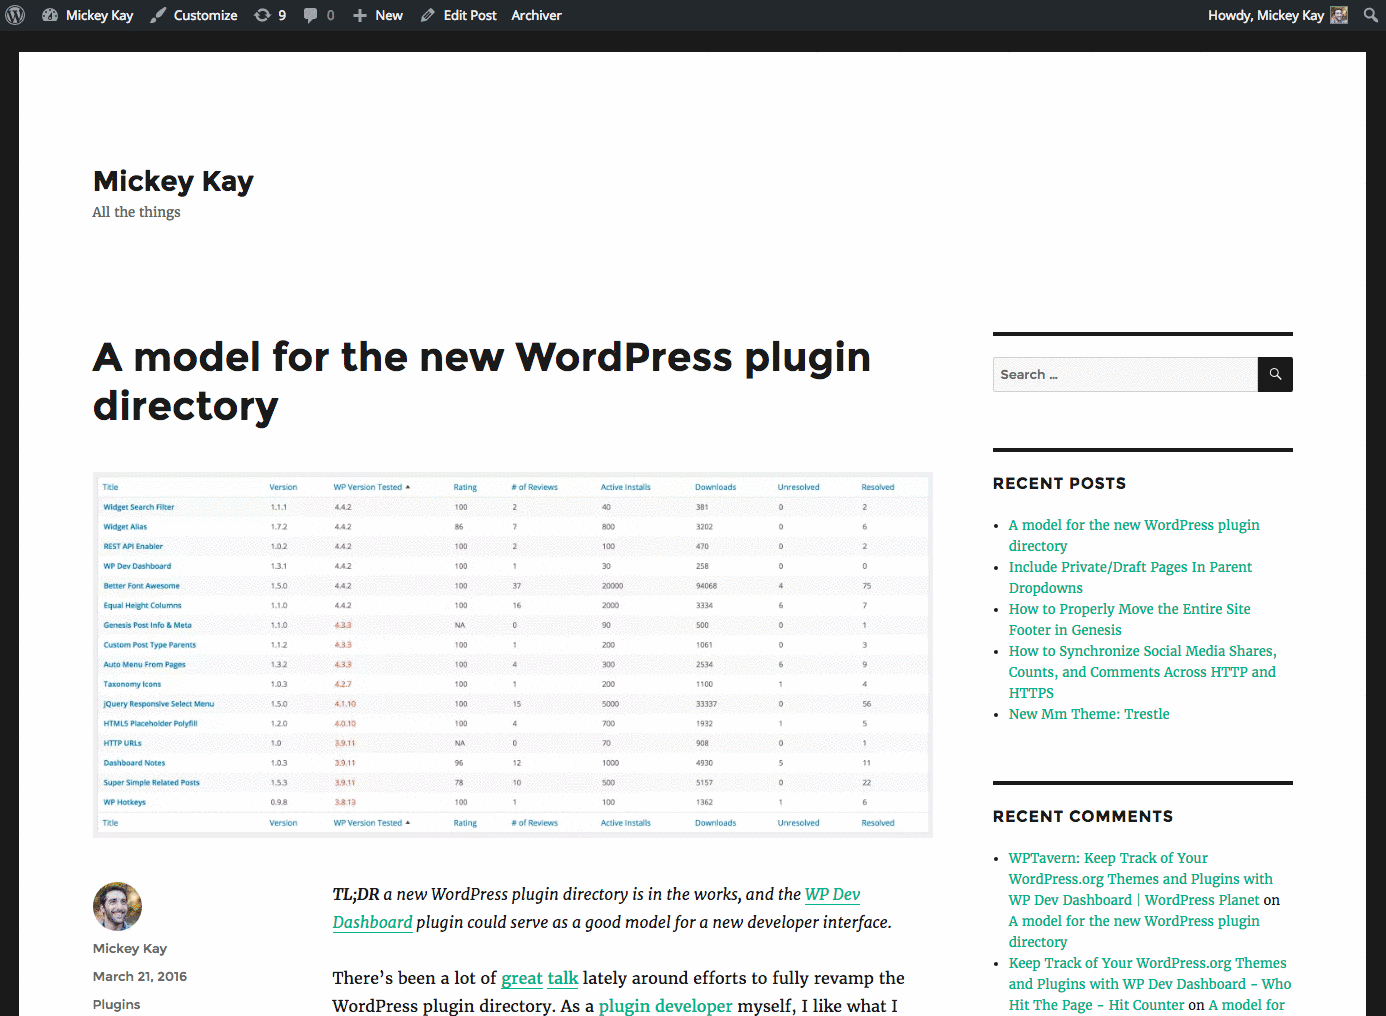 Mickey Kay Customize 9 0 New Edit Post Archiver Howdy, Mickey Kay
Mickey Kay
All the things
A model for the new WordPress plugin
directory
Title Version WP Version Tested Rating # of Reviews Active Installs Downloads Unresolved Resolved
Widget Search Filter 1.1.1 4.4.2 100 2 40 381 0 2
Widget Alias 1.7.2 4.4.2 86 7 800 3202 0 6
REST API Enabler 1.0.2 4.4.2 100 2 100 470 0 2
WP Dev Dashboard 1.3.1 4.4.2 100 1 30 258 0 0
Better Font Awesome 1.5.0 4.4.2 100 37 20000 94068 4 75
Equal Height Columns 1.1.0 4.4.2 100 16 2000 3334 6 7
Genesis Post Info & Meta 1.1.0 4.3.3 NA 0 90 500 0 1
Custom Post Type Parents 1.1.2 4.3.3 100 1 200 1061 0 3
Auto Menu From Pages 1.3.2 4.3.3 100 4 300 2534 6 9
Taxonomy Icons 1.0.3 4.2.7 100 1 200 1100 1 4
jQuery Responsive Select Menu 1.5.0 4.1.10 100 15 5000 33337 0 56
HTML5 Placeholder Polyfill 1.2.0 4.0.10 100 4 700 1932 1 5
HTTP URLs 1.0 3.9.11 NA 0 70 908 0 1
Dashboard Notes 1.0.3 3.9.11 96 12 1000 4930 5 11
Super Simple Related Posts 1.5.3 3.9.11 78 10 500 5157 0 22
WP Hotkeys 0.9.8 3.8.13 100 1 100 1362 1 6
Title Version WP Version Tested Rating # of Reviews Active Installs Downloads Unresolved Resolved
Mickey Kay
March 21, 2016
Plugins
TL;DR a new WordPress plugin directory is in the works, and the WP Dev
Dashboard plugin could serve as a good model for a new developer interface.
There's been a lot of great talk lately around efforts to fully revamp the
WordPress plugin directory. As a plugin developer myself, I like what I
Search ...
RECENT POSTS
A model for the new WordPress plugin
directory
Include Private/Draft Pages In Parent
Dropdowns
How to Properly Move the Entire Site
Footer in Genesis
How to Synchronize Social Media Shares,
Counts, and Comments Across HTTP and
HTTPS
New Mm Theme: Trestle
RECENT COMMENTS
WPTavern: Keep Track of Your
WordPress.org Themes and Plugins with
WP Dev Dashboard | WordPress Planet on
A model for the new WordPress plugin
directory
Keep Track of Your WordPress.org Themes
and Plugins with WP Dev Dashboard - Who
Hit The Page - Hit Counter on A model for